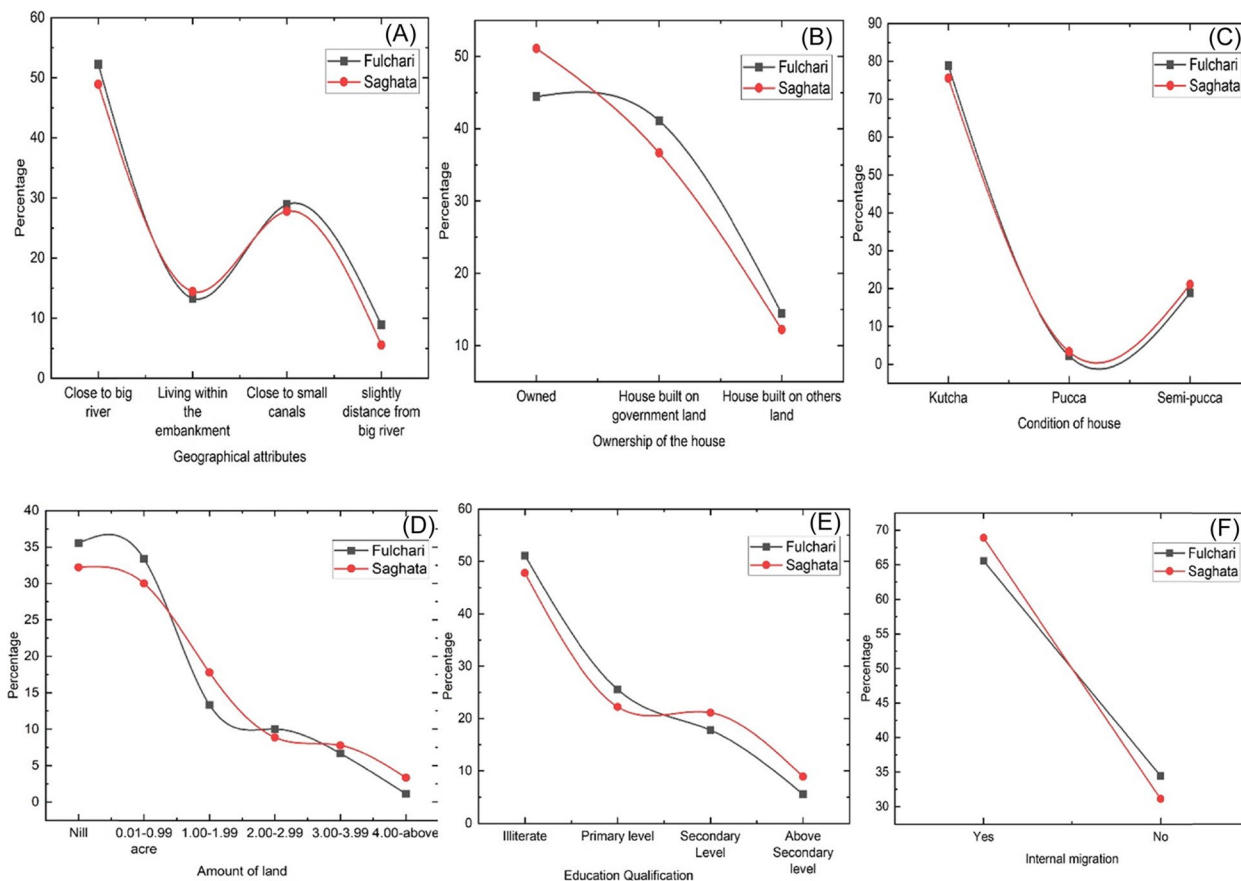 (A)
Fulchari
Saghata
60
50
40
30
20
10
0
Percentage
Close to big
river
Living within
the
embankment
Close to small
canals
slightly
distance from
big river
Geographical attributes
(B)
Fulchari
Saghata
50
40
30
20
10
Percentage
Owned
House built on
government land
House built on others
land
Ownership of the house
(C)
Fulchari
Saghata
90
80
70
60
50
40
30
20
10
0
Percentage
Kutcha
Pucca
Semi-pucca
Condition of house
(D)
Fulchari
Saghata
40
35
30
25
20
15
10
5
0
Percentage
Nill
0.01-0.99
acre
1.00-1.99
2.00-2.99
3.00-3.99
4.00-above
Amount of land
(E)
Fulchari
Saghata
60
50
40
30
20
10
0
Percentage
Illiterate
Primary level
Secondary
Level
Above
Secondary
level
Education Qualification
(F)
Fulchari
Saghata
70
65
60
55
50
45
40
35
30
Percentage
Yes
No
Internal migration